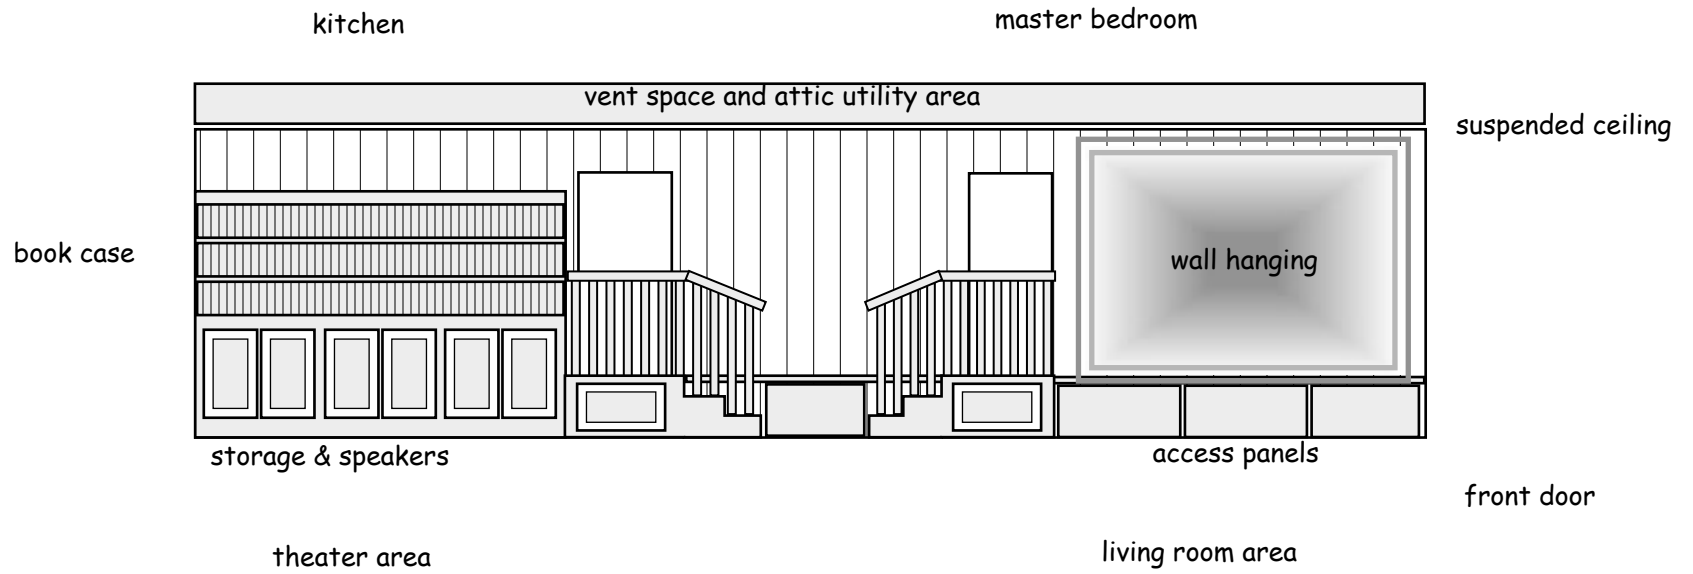 kitchen
master bedroom
vent space and attic utility area
suspended ceiling
book case
wall hanging
storage & speakers
access panels
front door
theater area
living room area